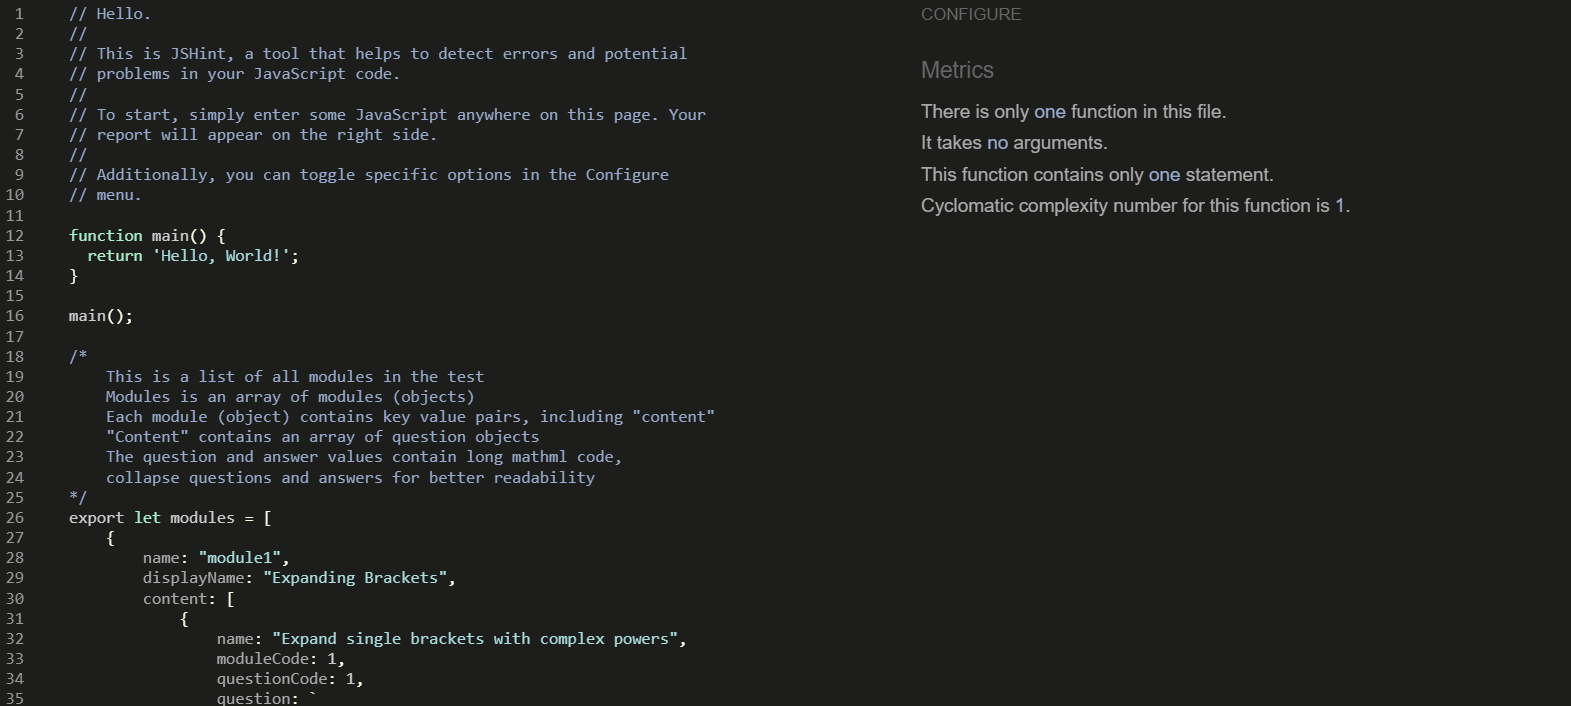 1 // Hello.
2 //
3 // This is JSHint, a tool that helps to detect errors and potential
4 // problems in your JavaScript code.
5 //
6 // To start, simply enter some JavaScript anywhere on this page. Your
7 // report will appear on the right side.
8 //
9 // Additionally, you can toggle specific options in the Configure
10 // menu.
11
12 function main() {
13   return 'Hello, World!';
14 }
15
16 main();
17
18 /*
19     This is a list of all modules in the test
20     Modules is an array of modules (objects)
21     Each module (object) contains key value pairs, including "content"
22     "Content" contains an array of question objects
23     The question and answer values contain long mathml code,
24     collapse questions and answers for better readability
25 */
26 export let modules = [
27     {
28         name: "module1",
29         displayName: "Expanding Brackets",
30         content: [
31             {
32                 name: "Expand single brackets with complex powers",
33                 moduleCode: 1,
34                 questionCode: 1,
35                 question: `
CONFIGURE
Metrics
There is only one function in this file.
It takes no arguments.
This function contains only one statement.
Cyclomatic complexity number for this function is 1.